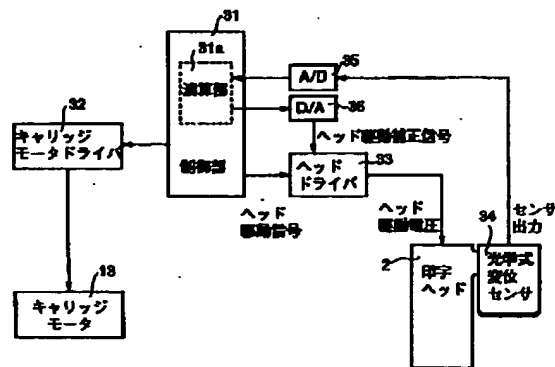 31
31a
演算部
制御部
A/D
35
D/A
36
ヘッド駆動補正信号
32
キャリッジ
モータドライバ
33
ヘッド
ドライバ
ヘッド
駆動信号
ヘッド
駆動電圧
センサ
出力
34
光学式
変位
センサ
2
印字
ヘッド
13
キャリッジ
モータ